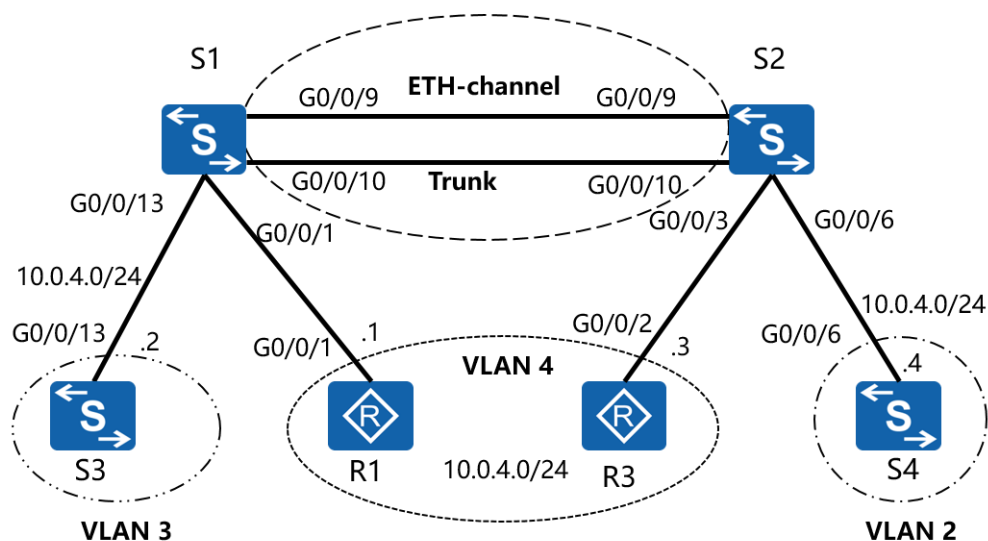 S1
S2
ETH-channel
G0/0/9
G0/0/9
G0/0/10
Trunk
G0/0/10
G0/0/13
G0/0/1
G0/0/3
G0/0/6
10.0.4.0/24
10.0.4.0/24
G0/0/13
.2
G0/0/1
.1
G0/0/2
.3
G0/0/6
.4
VLAN 4
S
S
S
R
R
S
S3
R1
10.0.4.0/24
R3
S4
VLAN 3
VLAN 2